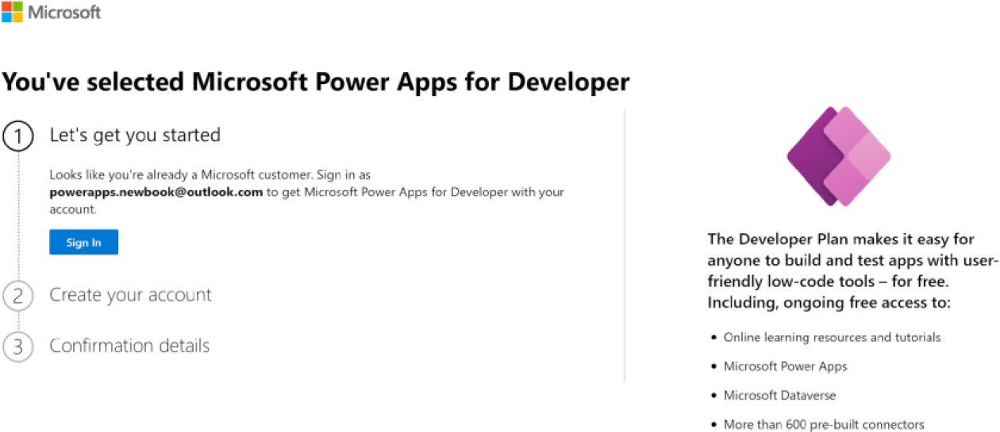 Microsoft
You've selected Microsoft Power Apps for Developer
1 Let's get you started
Looks like you're already a Microsoft customer. Sign in as
powerapps.newbook@outlook.com to get Microsoft Power Apps for Developer with your
account.
Sign In
2 Create your account
3 Confirmation details
The Developer Plan makes it easy for
anyone to build and test apps with user-
friendly low-code tools – for free.
Including, ongoing free access to:
• Online learning resources and tutorials
• Microsoft Power Apps
• Microsoft Dataverse
• More than 600 pre-built connectors